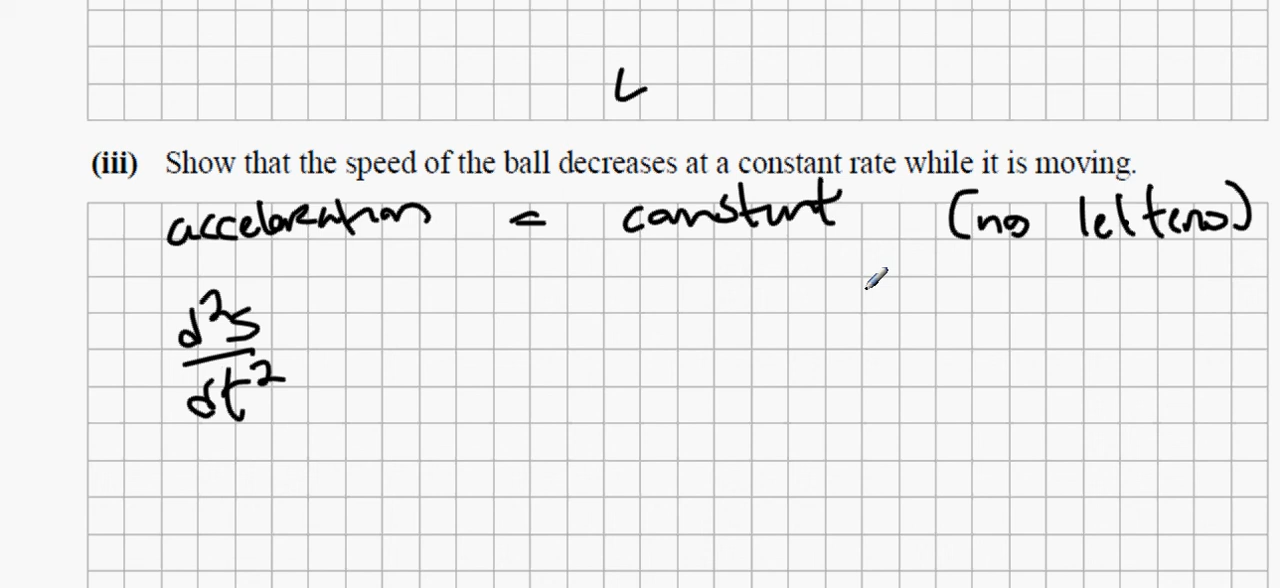 L
(iii) Show that the speed of the ball decreases at a constant rate while it is moving.
acceleration = constant (no letters)
d²s
dt²